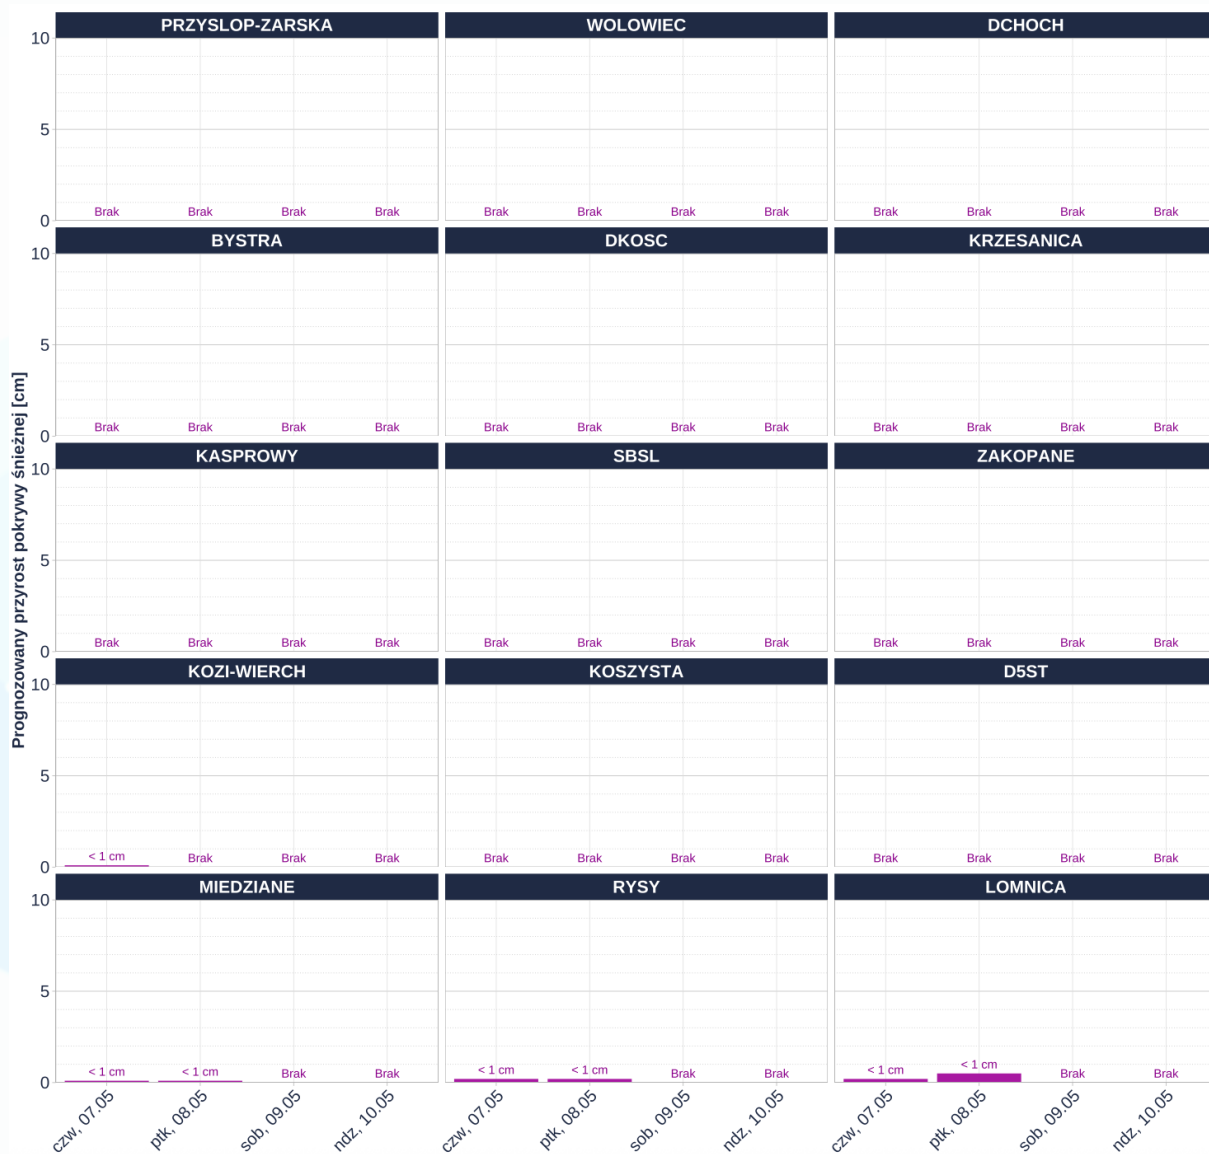 Prognozowany przyrost pokrywy śnieżnej [cm]
PRZYSLOP-ZARSKA WOLOWIEC DCHOCH
10
5
0
Brak Brak Brak Brak Brak Brak Brak Brak Brak Brak Brak Brak
BYSTRA DKOSC KRZESANICA
10
5
0
Brak Brak Brak Brak Brak Brak Brak Brak Brak Brak Brak Brak
KASPROWY SBSL ZAKOPANE
10
5
0
Brak Brak Brak Brak Brak Brak Brak Brak Brak Brak Brak Brak
KOZI-WIERCH KOSZYSTA D5ST
10
5
0
< 1 cm Brak Brak Brak Brak Brak Brak Brak Brak Brak Brak Brak
MIEDZIANE RYSY LOMNICA
10
5
0
< 1 cm < 1 cm Brak Brak < 1 cm < 1 cm Brak Brak < 1 cm < 1 cm Brak Brak
czw, 07.05 ptk, 08.05 sob, 09.05 ndz, 10.05 czw, 07.05 ptk, 08.05 sob, 09.05 ndz, 10.05 czw, 07.05 ptk, 08.05 sob, 09.05 ndz, 10.05